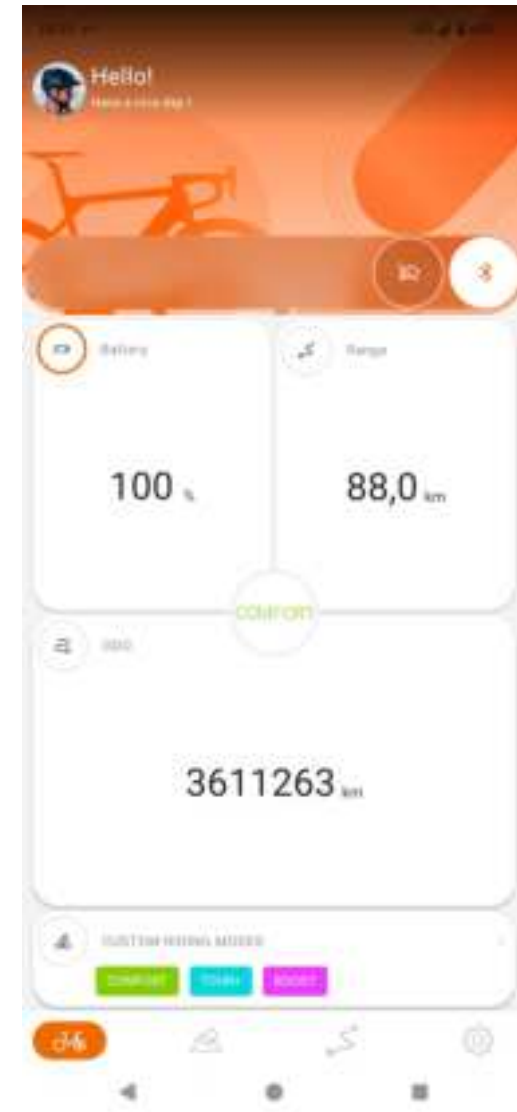 Hello!
Have a nice day !
Battery
Range
100 %
88,0 km
COMFORT
ODO
3611263 km
CUSTOM RIDING MODES
COMFORT TOUR BOOST